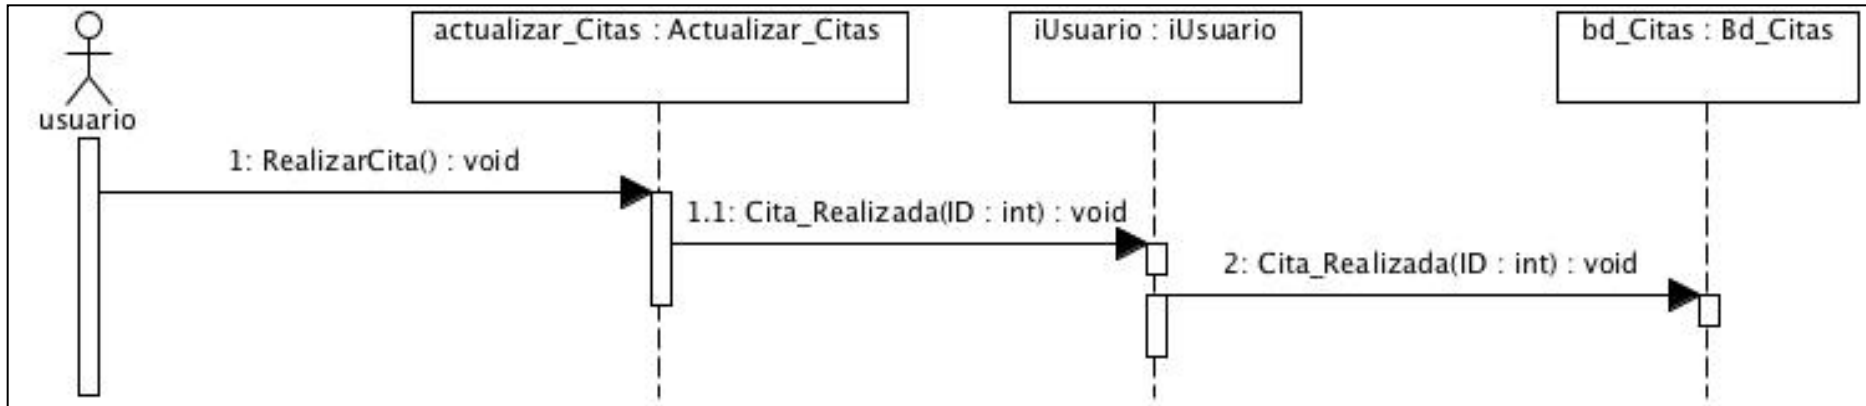 actualizar_Citas : Actualizar_Citas
iUsuario : iUsuario
bd_Citas : Bd_Citas
usuario
1: RealizarCita() : void
1.1: Cita_Realizada(ID : int) : void
2: Cita_Realizada(ID : int) : void